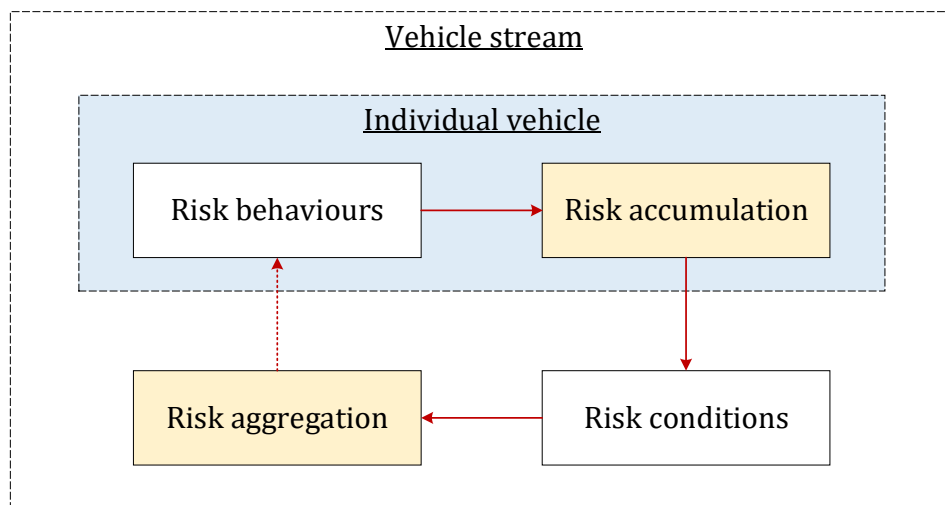 Vehicle stream
Individual vehicle
Risk behaviours
Risk accumulation
Risk aggregation
Risk conditions